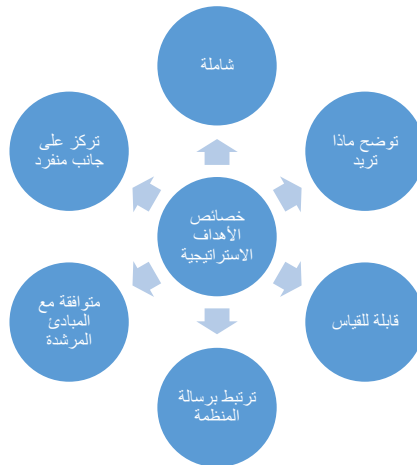 شاملة
توضح ماذا
تريد
قابلة للقياس
ترتبط برسالة
المنظمة
متوافقة مع
المبادئ
المرشدة
تركز على
جانب منفرد
خصائص
الأهداف
الاستراتيجية